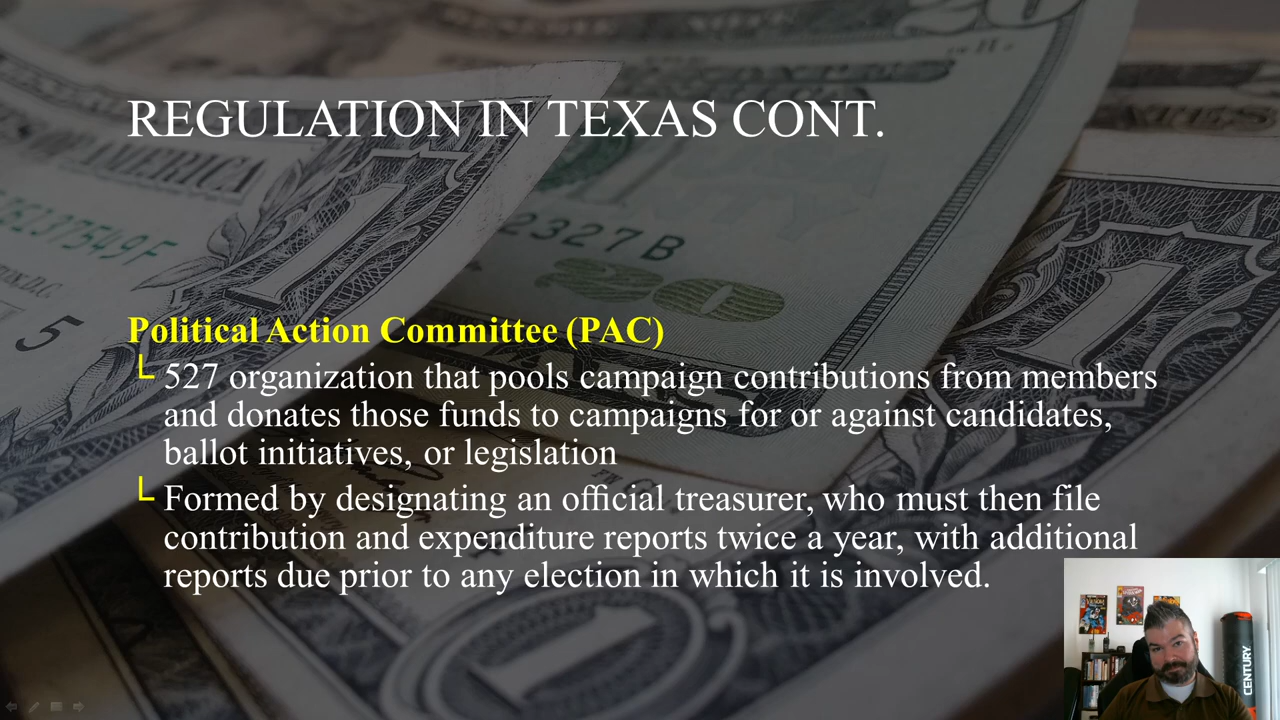 REGULATION IN TEXAS CONT.
Political Action Committee (PAC)
527 organization that pools campaign contributions from members
and donates those funds to campaigns for or against candidates,
ballot initiatives, or legislation
Formed by designating an official treasurer, who must then file
contribution and expenditure reports twice a year, with additional
reports due prior to any election in which it is involved.
AMERICA
2327B
20
CENTURY